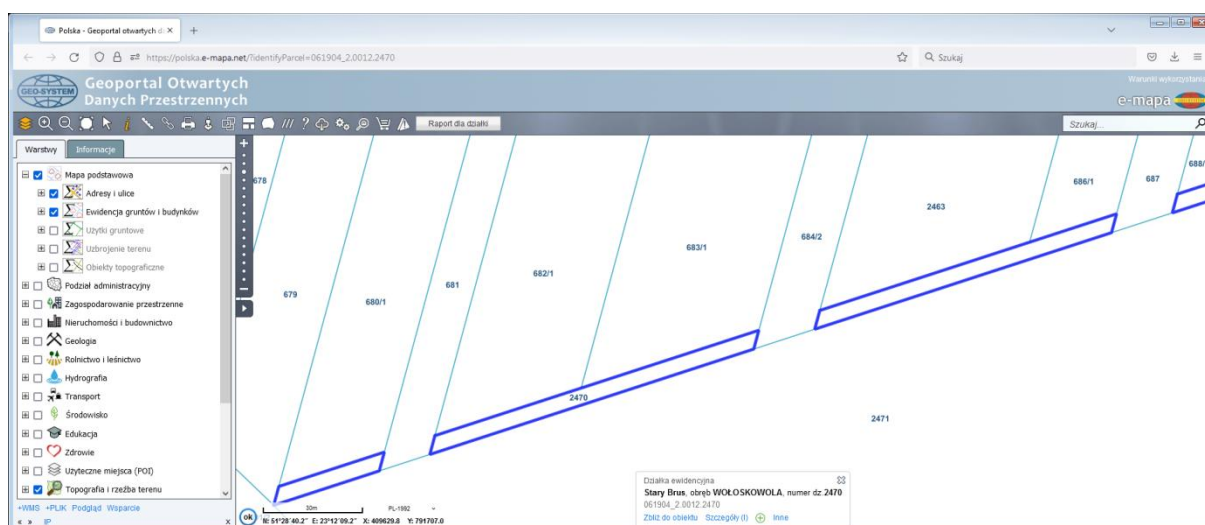 Polska - Geoportal otwartych d
https://polska.e-mapa.net/?identifyParcel=061904_2.0012.2470
Szukaj
GEO-SYSTEM
Geoportal Otwartych
Danych Przestrzennych
Warunki wykorzystania
e-mapa
Raport dla działki
Szukaj...
Warstwy
Informacje
Mapa podstawowa
Adresy i ulice
Ewidencja gruntów i budynków
Użytki gruntowe
Uzbrojenie terenu
Obiekty topograficzne
Podział administracyjny
Zagospodarowanie przestrzenne
Nieruchomości i budownictwo
Geologia
Rolnictwo i leśnictwo
Hydrografia
Transport
Środowisko
Edukacja
Zdrowie
Użyteczne miejsca (POI)
Topografia i rzeźba terenu
+WMS +PLIK Podgląd Wsparcie
« » IP x
678
679
680/1
681
682/1
683/1
684/2
2463
686/1
687
688/
2470
2471
Działka ewidencyjna
Stary Brus, obręb WOŁOSKOWOLA, numer dz.2470
061904_2.0012.2470
Zbliż do obiektu Szczegóły (I) Inne
ok
30m PL-1992
N: 51°28'40.2" E: 23°12'09.2" X: 409629.8 Y: 791707.0